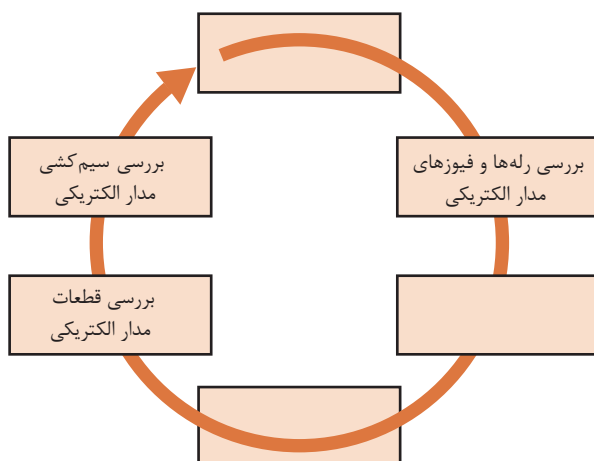 بررسی رله‌ها و فیوزهای
مدار الکتریکی
بررسی سیم‌کشی
مدار الکتریکی
بررسی قطعات
مدار الکتریکی